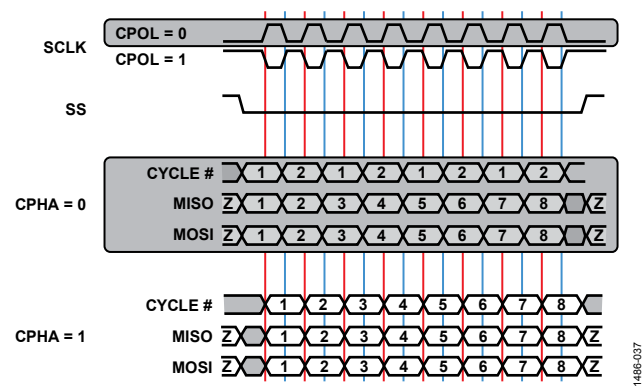 CPOL = 0
SCLK
CPOL = 1
SS
CYCLE # 1 2 1 2 1 2 1 2
CPHA = 0 MISO Z 1 2 3 4 5 6 7 8 Z
MOSI Z 1 2 3 4 5 6 7 8 Z
CYCLE # 1 2 3 4 5 6 7 8
CPHA = 1 MISO Z 1 2 3 4 5 6 7 8 Z
MOSI Z 1 2 3 4 5 6 7 8 Z
1486-037